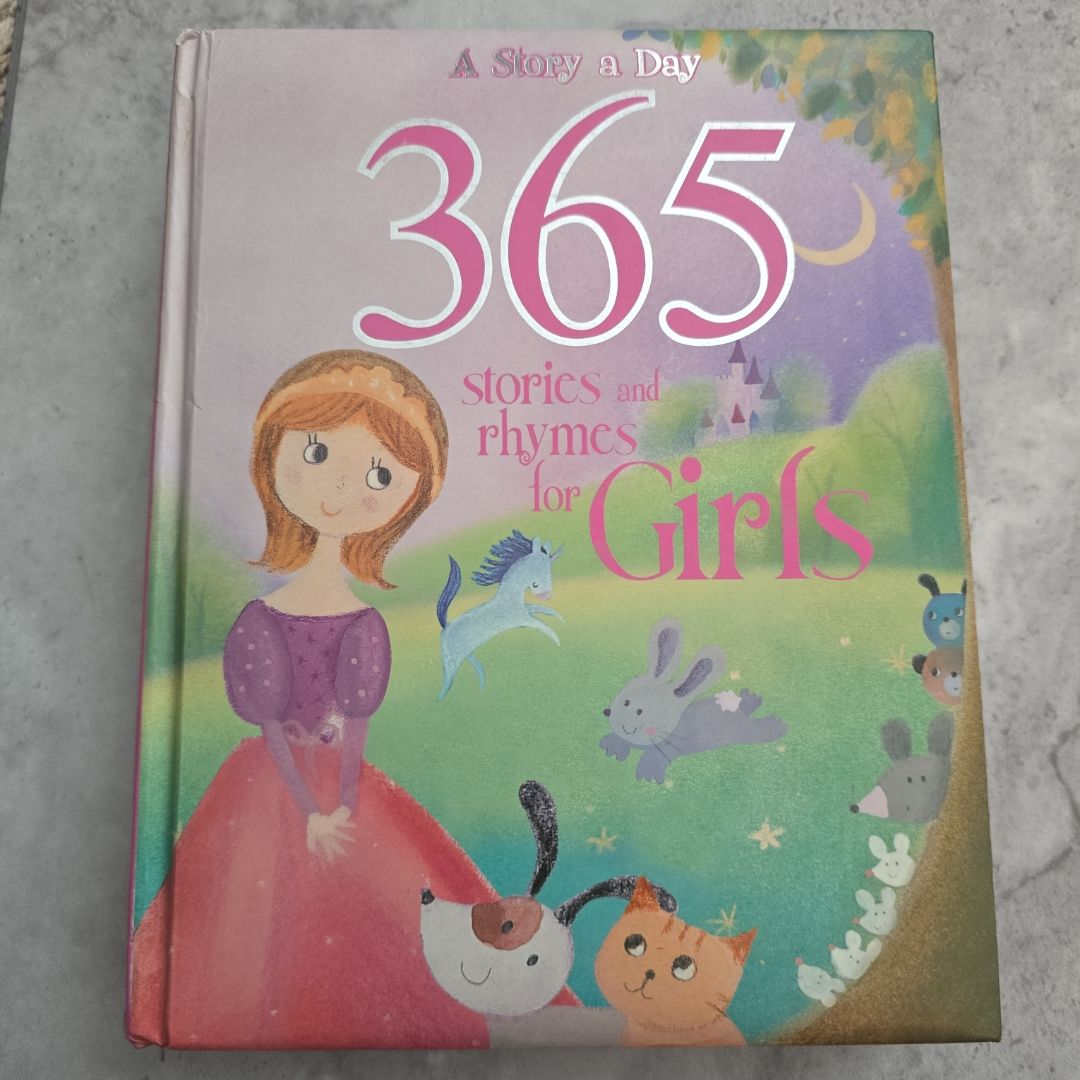 A Story a Day
365
stories and
rhymes
for Girls